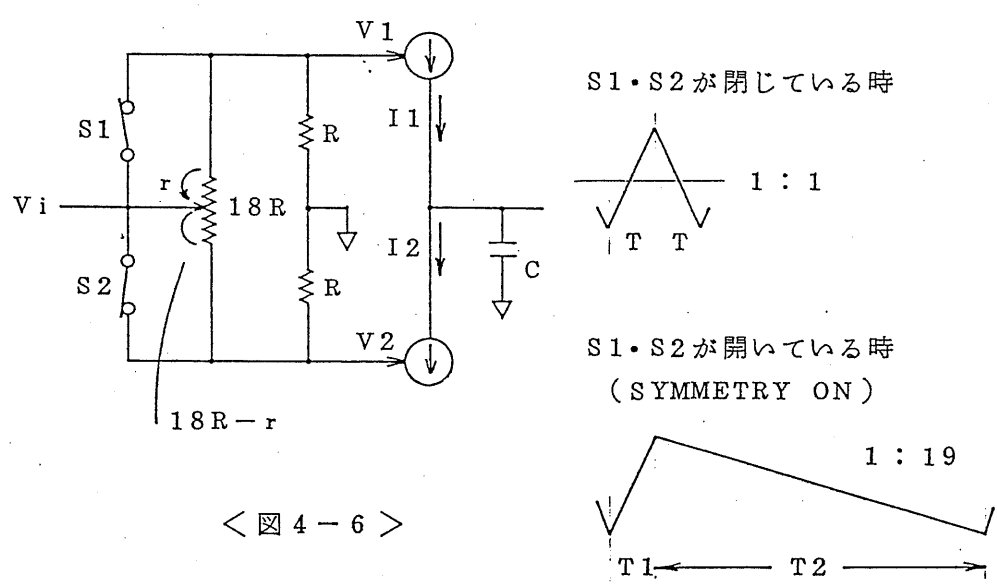 V1
S1・S2が閉じている時
I1
S1
R
r
1：1
Vi
18R
I2
T T
C
S2
R
V2
S1・S2が開いている時
（SYMMETRY ON）
18R－r
1：19
＜図4－6＞
T1 T2